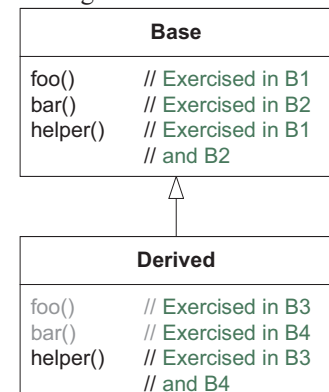 Base
foo() // Exercised in B1
bar() // Exercised in B2
helper() // Exercised in B1
// and B2
Derived
foo() // Exercised in B3
bar() // Exercised in B4
helper() // Exercised in B3
// and B4